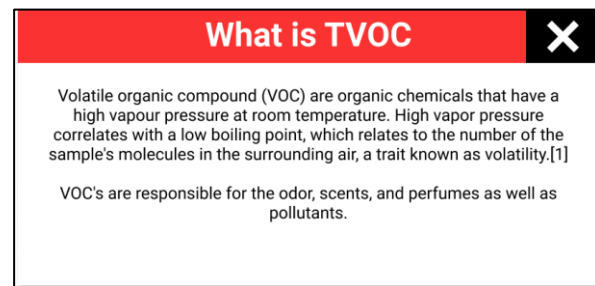 What is TVOC
Volatile organic compound (VOC) are organic chemicals that have a
high vapour pressure at room temperature. High vapor pressure
correlates with a low boiling point, which relates to the number of the
sample's molecules in the surrounding air, a trait known as volatility.[1]
VOC's are responsible for the odor, scents, and perfumes as well as
pollutants.